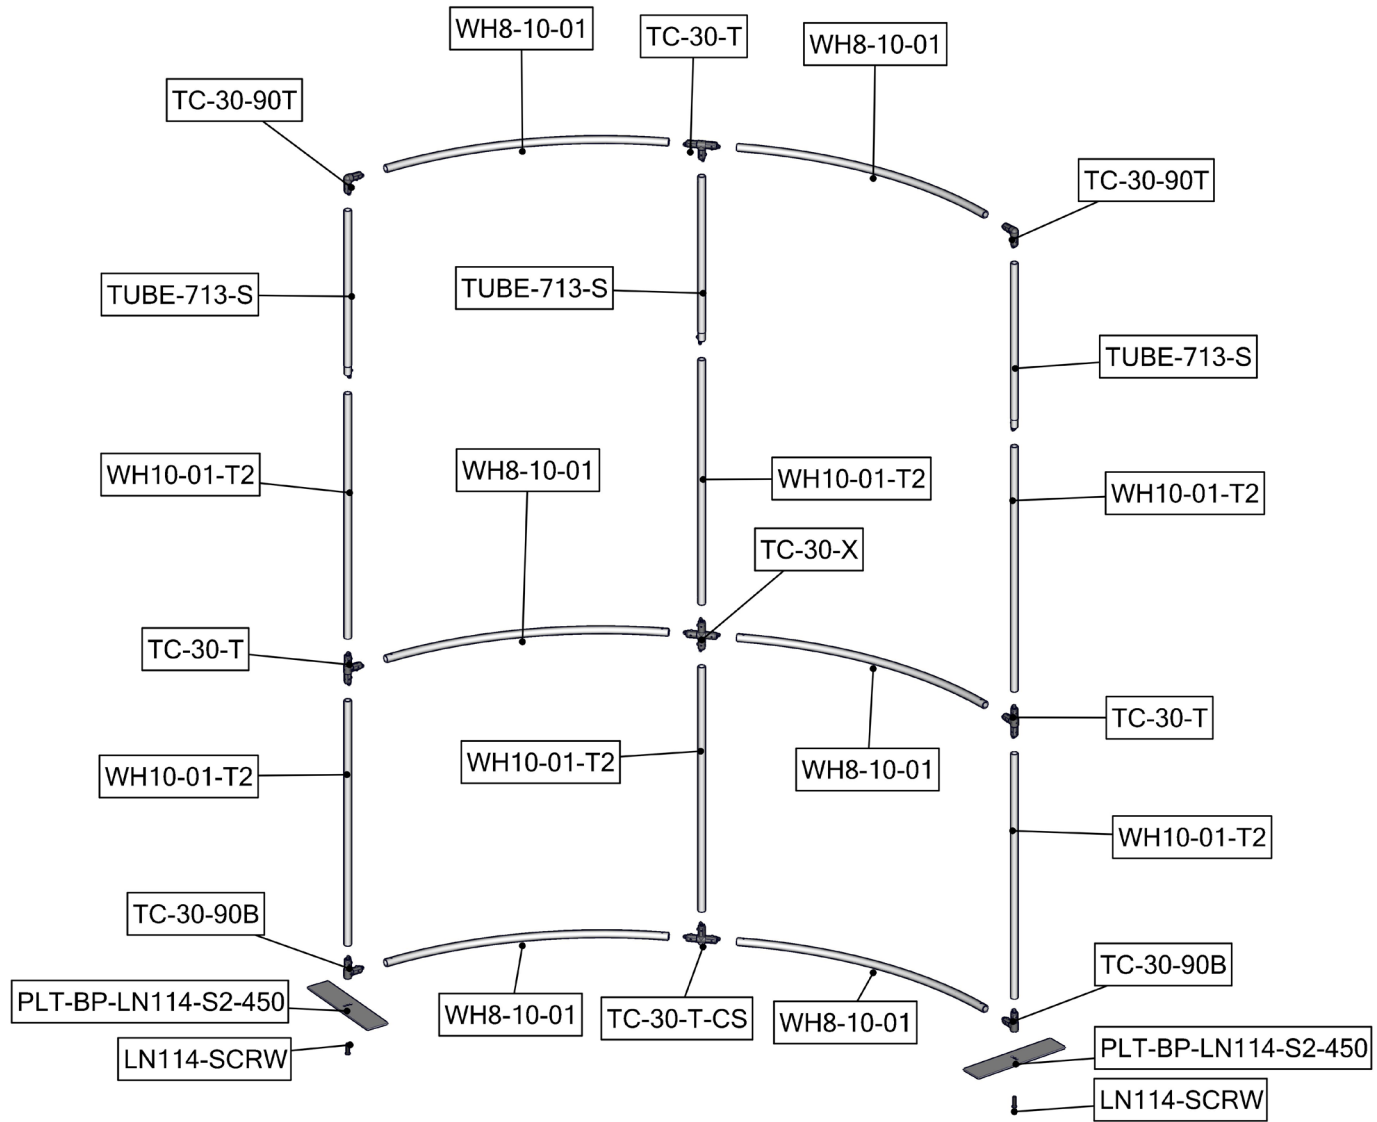 WH8-10-01
TC-30-T
WH8-10-01
TC-30-90T
TC-30-90T
TUBE-713-S
TUBE-713-S
TUBE-713-S
WH10-01-T2
WH8-10-01
WH10-01-T2
WH10-01-T2
TC-30-X
TC-30-T
TC-30-T
WH10-01-T2
WH10-01-T2
WH8-10-01
WH10-01-T2
TC-30-90B
TC-30-90B
PLT-BP-LN114-S2-450
WH8-10-01
TC-30-T-CS
WH8-10-01
PLT-BP-LN114-S2-450
LN114-SCRW
LN114-SCRW